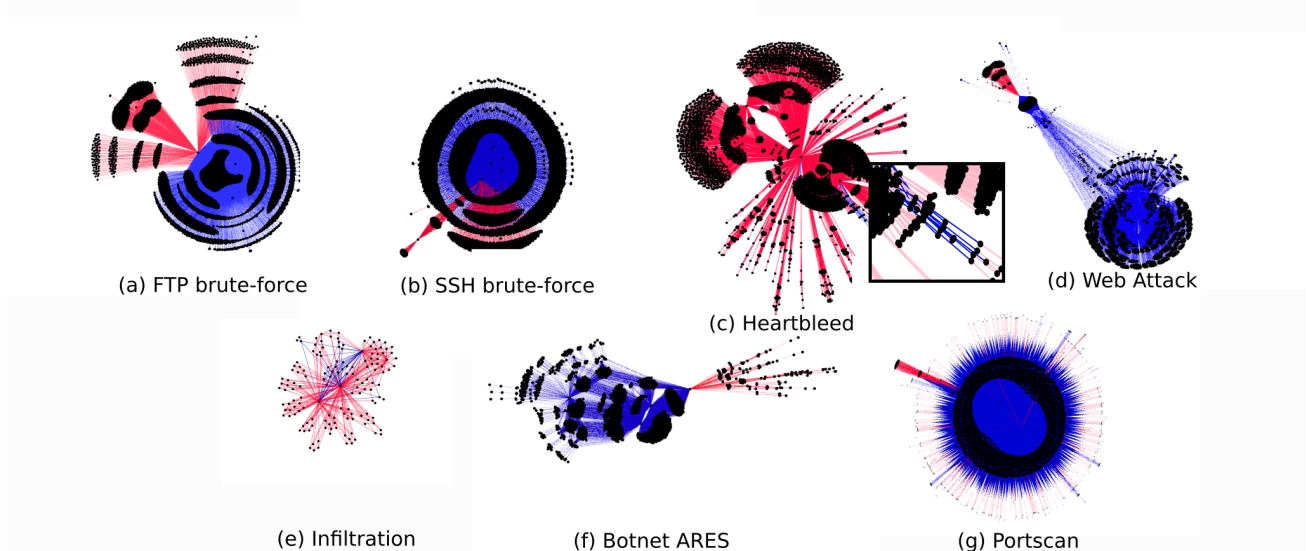 (a) FTP brute-force
(b) SSH brute-force
(c) Heartbleed
(d) Web Attack
(e) Infiltration
(f) Botnet ARES
(g) Portscan